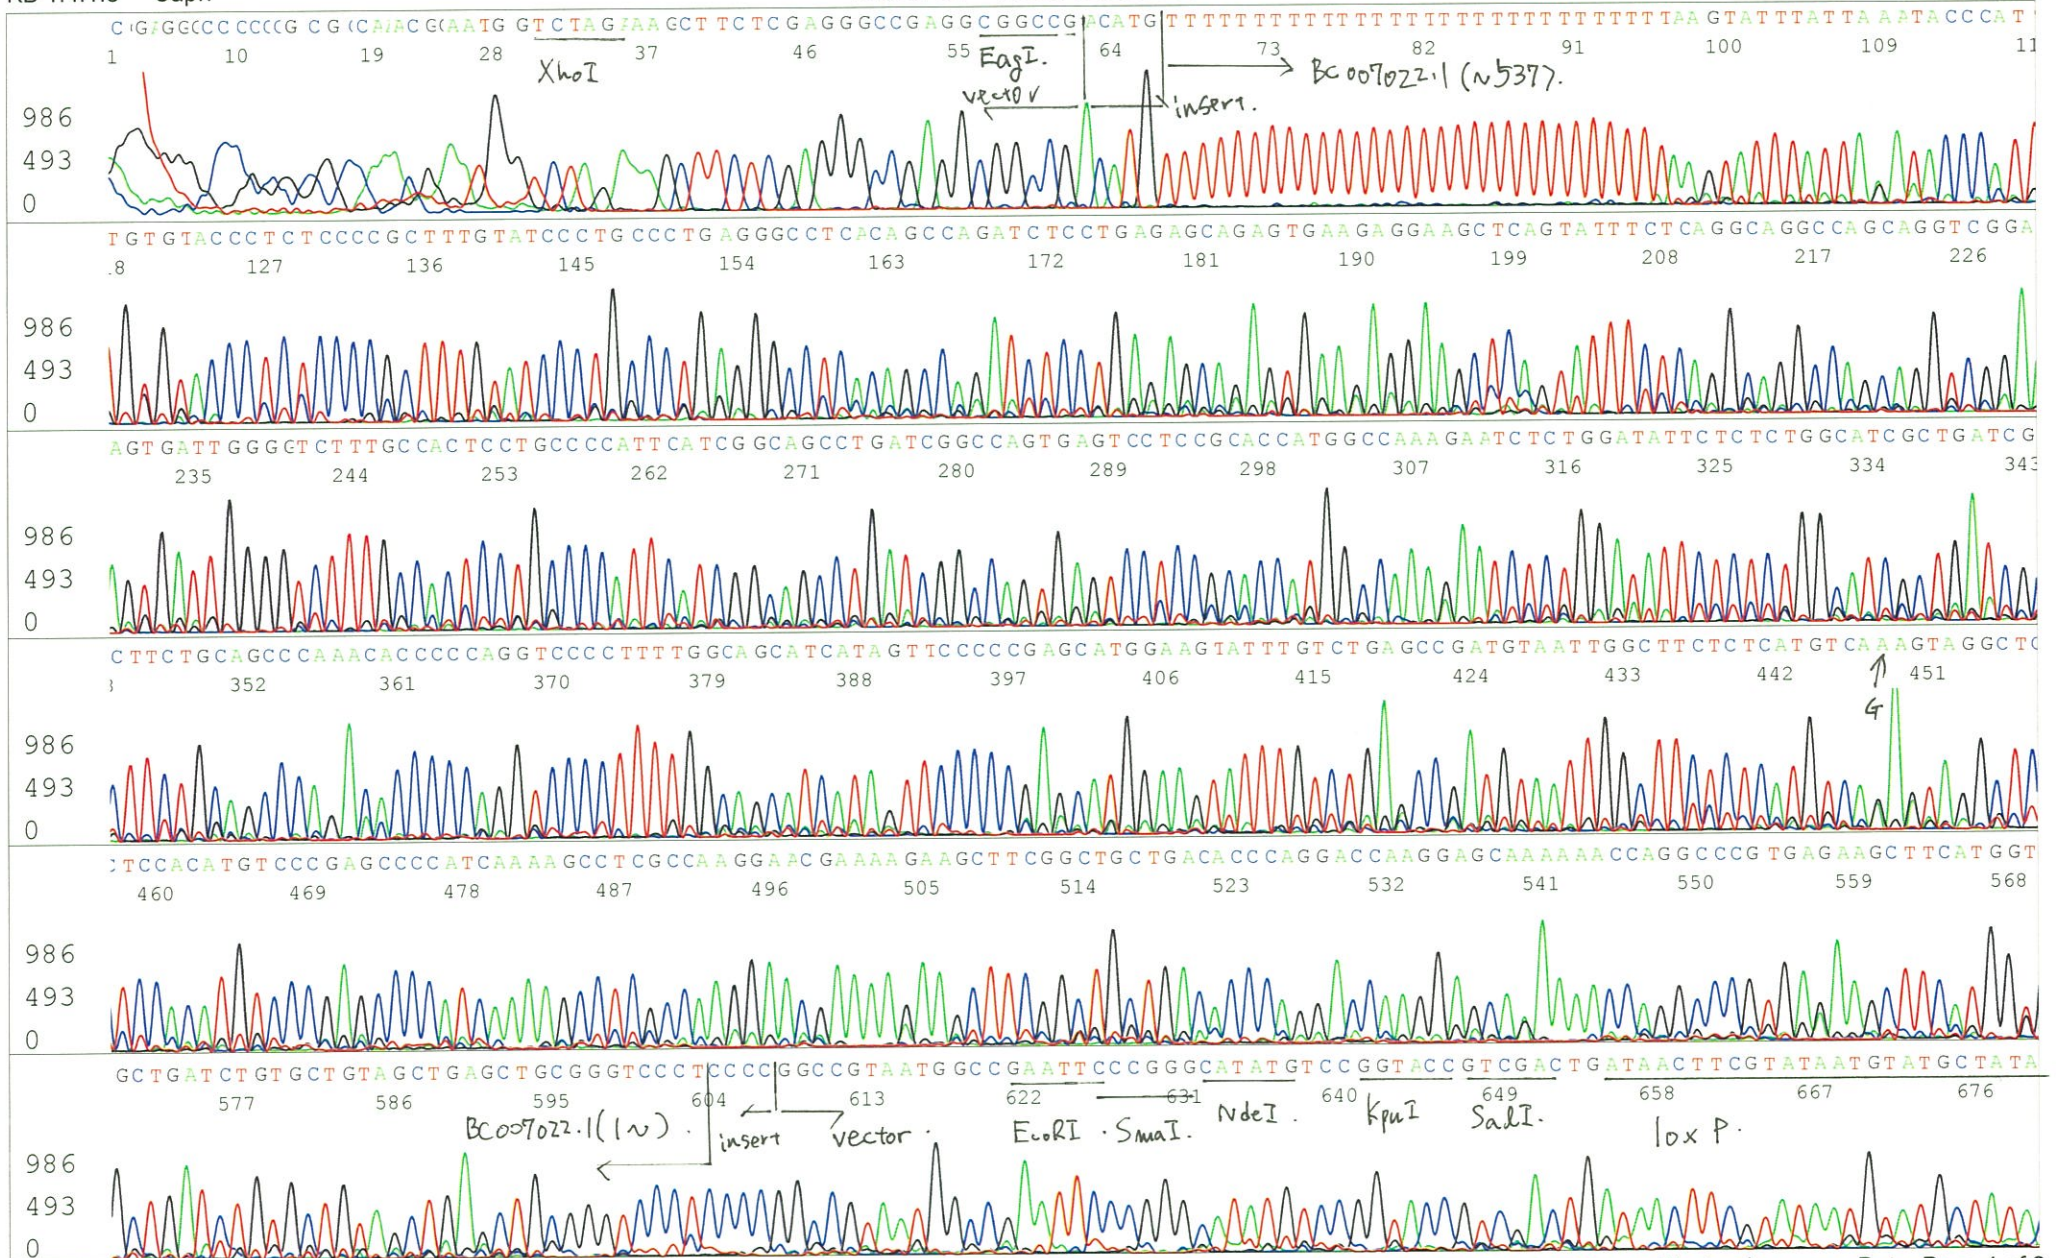 CGAGGCCCCCCGCGCCAACGCAATGGTCTAGAAAGCTTCTCGAGGGCCGAGGCGGCCGACATGTTTTTTTTTTTTTTTTTTTTTTTTTTTTTTAAGTATTTATTAAATACCCAT
1 10 19 28 37 46 55 64 73 82 91 100 109 11
XhoI EagI. BC007022.1 (~537).
vector insert.
986
493
0
TGTGTACCCTCTCCCCGCTTTGTATCCCTGCCCTGAGGGCCTCACAGCCAGATCTCCTGAGAGCAGAGTGAAGAGGAAGCTCAGTATTTCTCAGGCAGGCCAGCAGGTCGGA
.8 127 136 145 154 163 172 181 190 199 208 217 226
986
493
0
AGTGATTGGGGTCTTTGCCACTCCTGCCCCATTCATCGGCAGCCTGATCGGCCAGTGAGTCCTCCGCACCATGGCCAAAGAATCTCTGGATATTCTCTCTGGCATCGCTGATCG
235 244 253 262 271 280 289 298 307 316 325 334 343
986
493
0
CTTCTGCAGCCCAAACACCCCCAGGTCCCCTTTTGGCAGCATCATAGTTCCCCCGAGCATGGAAGTATTTGTCTGAGCCGATGTAATTGGCTTCTCTCATGTCAAAGTAGGCTC
352 361 370 379 388 397 406 415 424 433 442 451
G
986
493
0
CTCCACATGTCCCGAGCCCCATCAAAAGCCTCGCCAAGGAACGAAAAGAAGCTTCGGCTGCTGACACCCAGGACCAAGGAGCAAAAAACCAGGCCCGTGAGAAGCTTCATGGT
460 469 478 487 496 505 514 523 532 541 550 559 568
986
493
0
GCTGATCTGTGCTGTAGCTGAGCTGCGGGTCCCTCCCCGGCCGTAATGGCCGAATTCCCGGGCATATGTCCGGTACCGTCGACTGATAACTTCGTATAATGTATGCTATA
577 586 595 604 613 622 631 640 649 658 667 676
BC007022.1 (1~). insert vector. EcoRI. SmaI. NdeI. KpnI SalI. lox P.
986
493
0